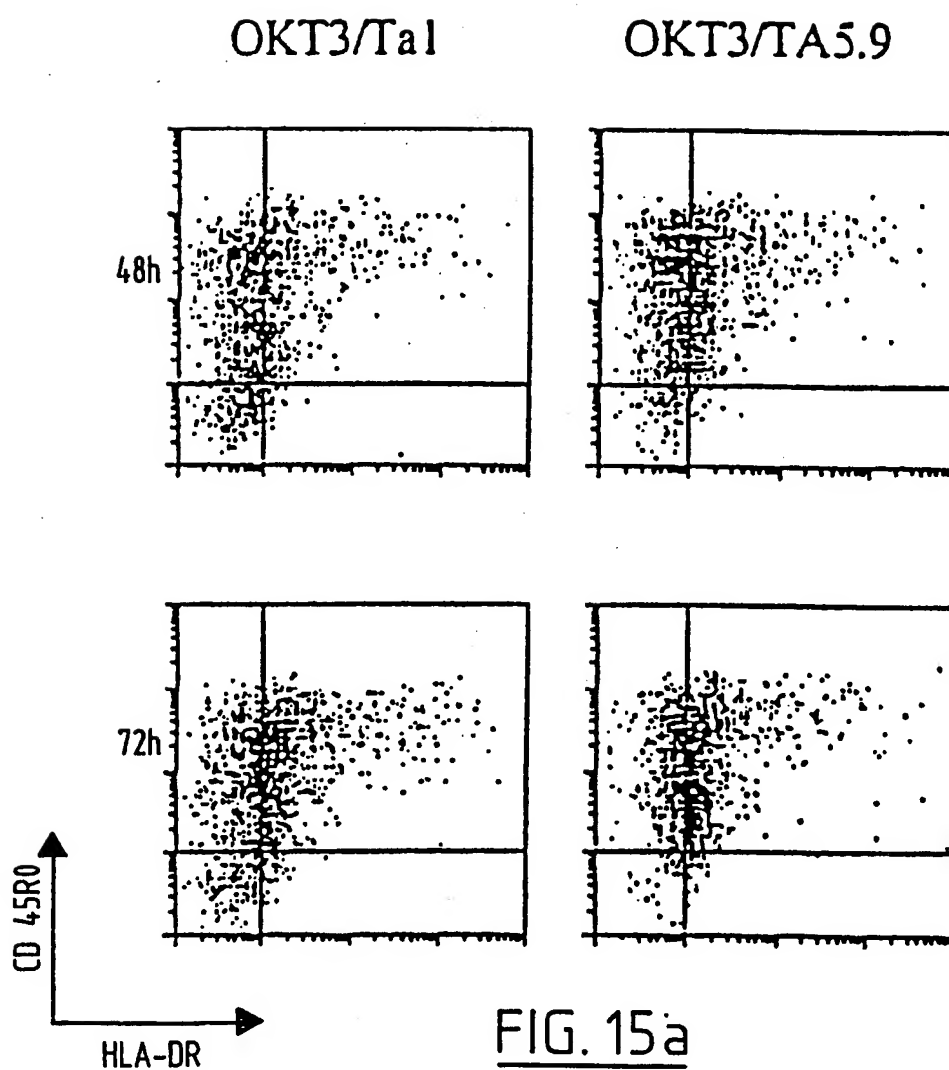 OKT3/Ta1 OKT3/TA5.9
48h
72h
CD 45R0
HLA-DR
FIG. 15a